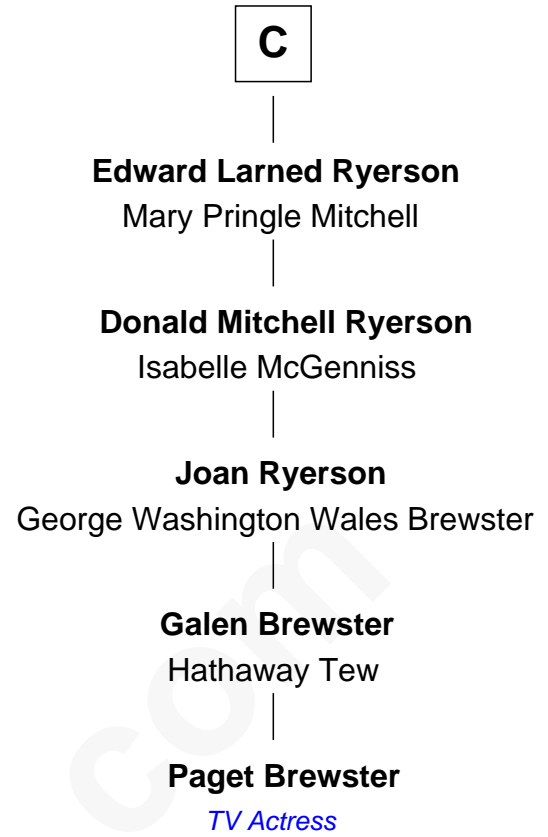 C
Edward Larned Ryerson
Mary Pringle Mitchell
Donald Mitchell Ryerson
Isabelle McGenniss
Joan Ryerson
George Washington Wales Brewster
Galen Brewster
Hathaway Tew
Paget Brewster
TV Actress
com